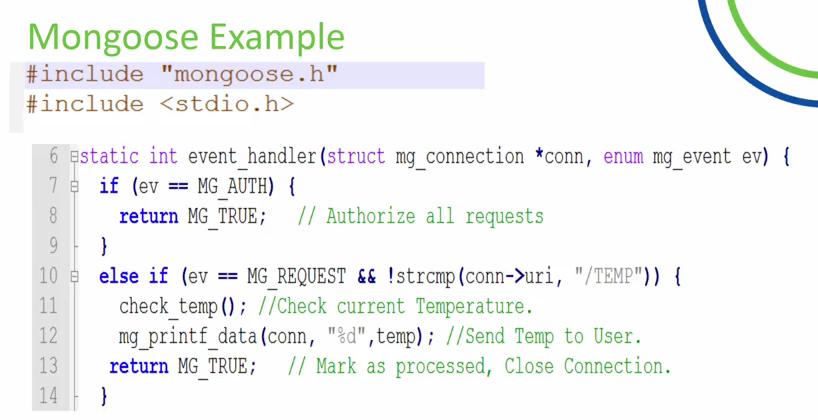 Mongoose Example
#include "mongoose.h"
#include <stdio.h>
6 static int event_handler(struct mg_connection *conn, enum mg_event ev) {
7 if (ev == MG_AUTH) {
8 return MG_TRUE; // Authorize all requests
9 }
10 else if (ev == MG_REQUEST && !strcmp(conn->uri, "/TEMP")) {
11 check_temp(); //Check current Temperature.
12 mg_printf_data(conn, "%d",temp); //Send Temp to User.
13 return MG_TRUE; // Mark as processed, Close Connection.
14 }